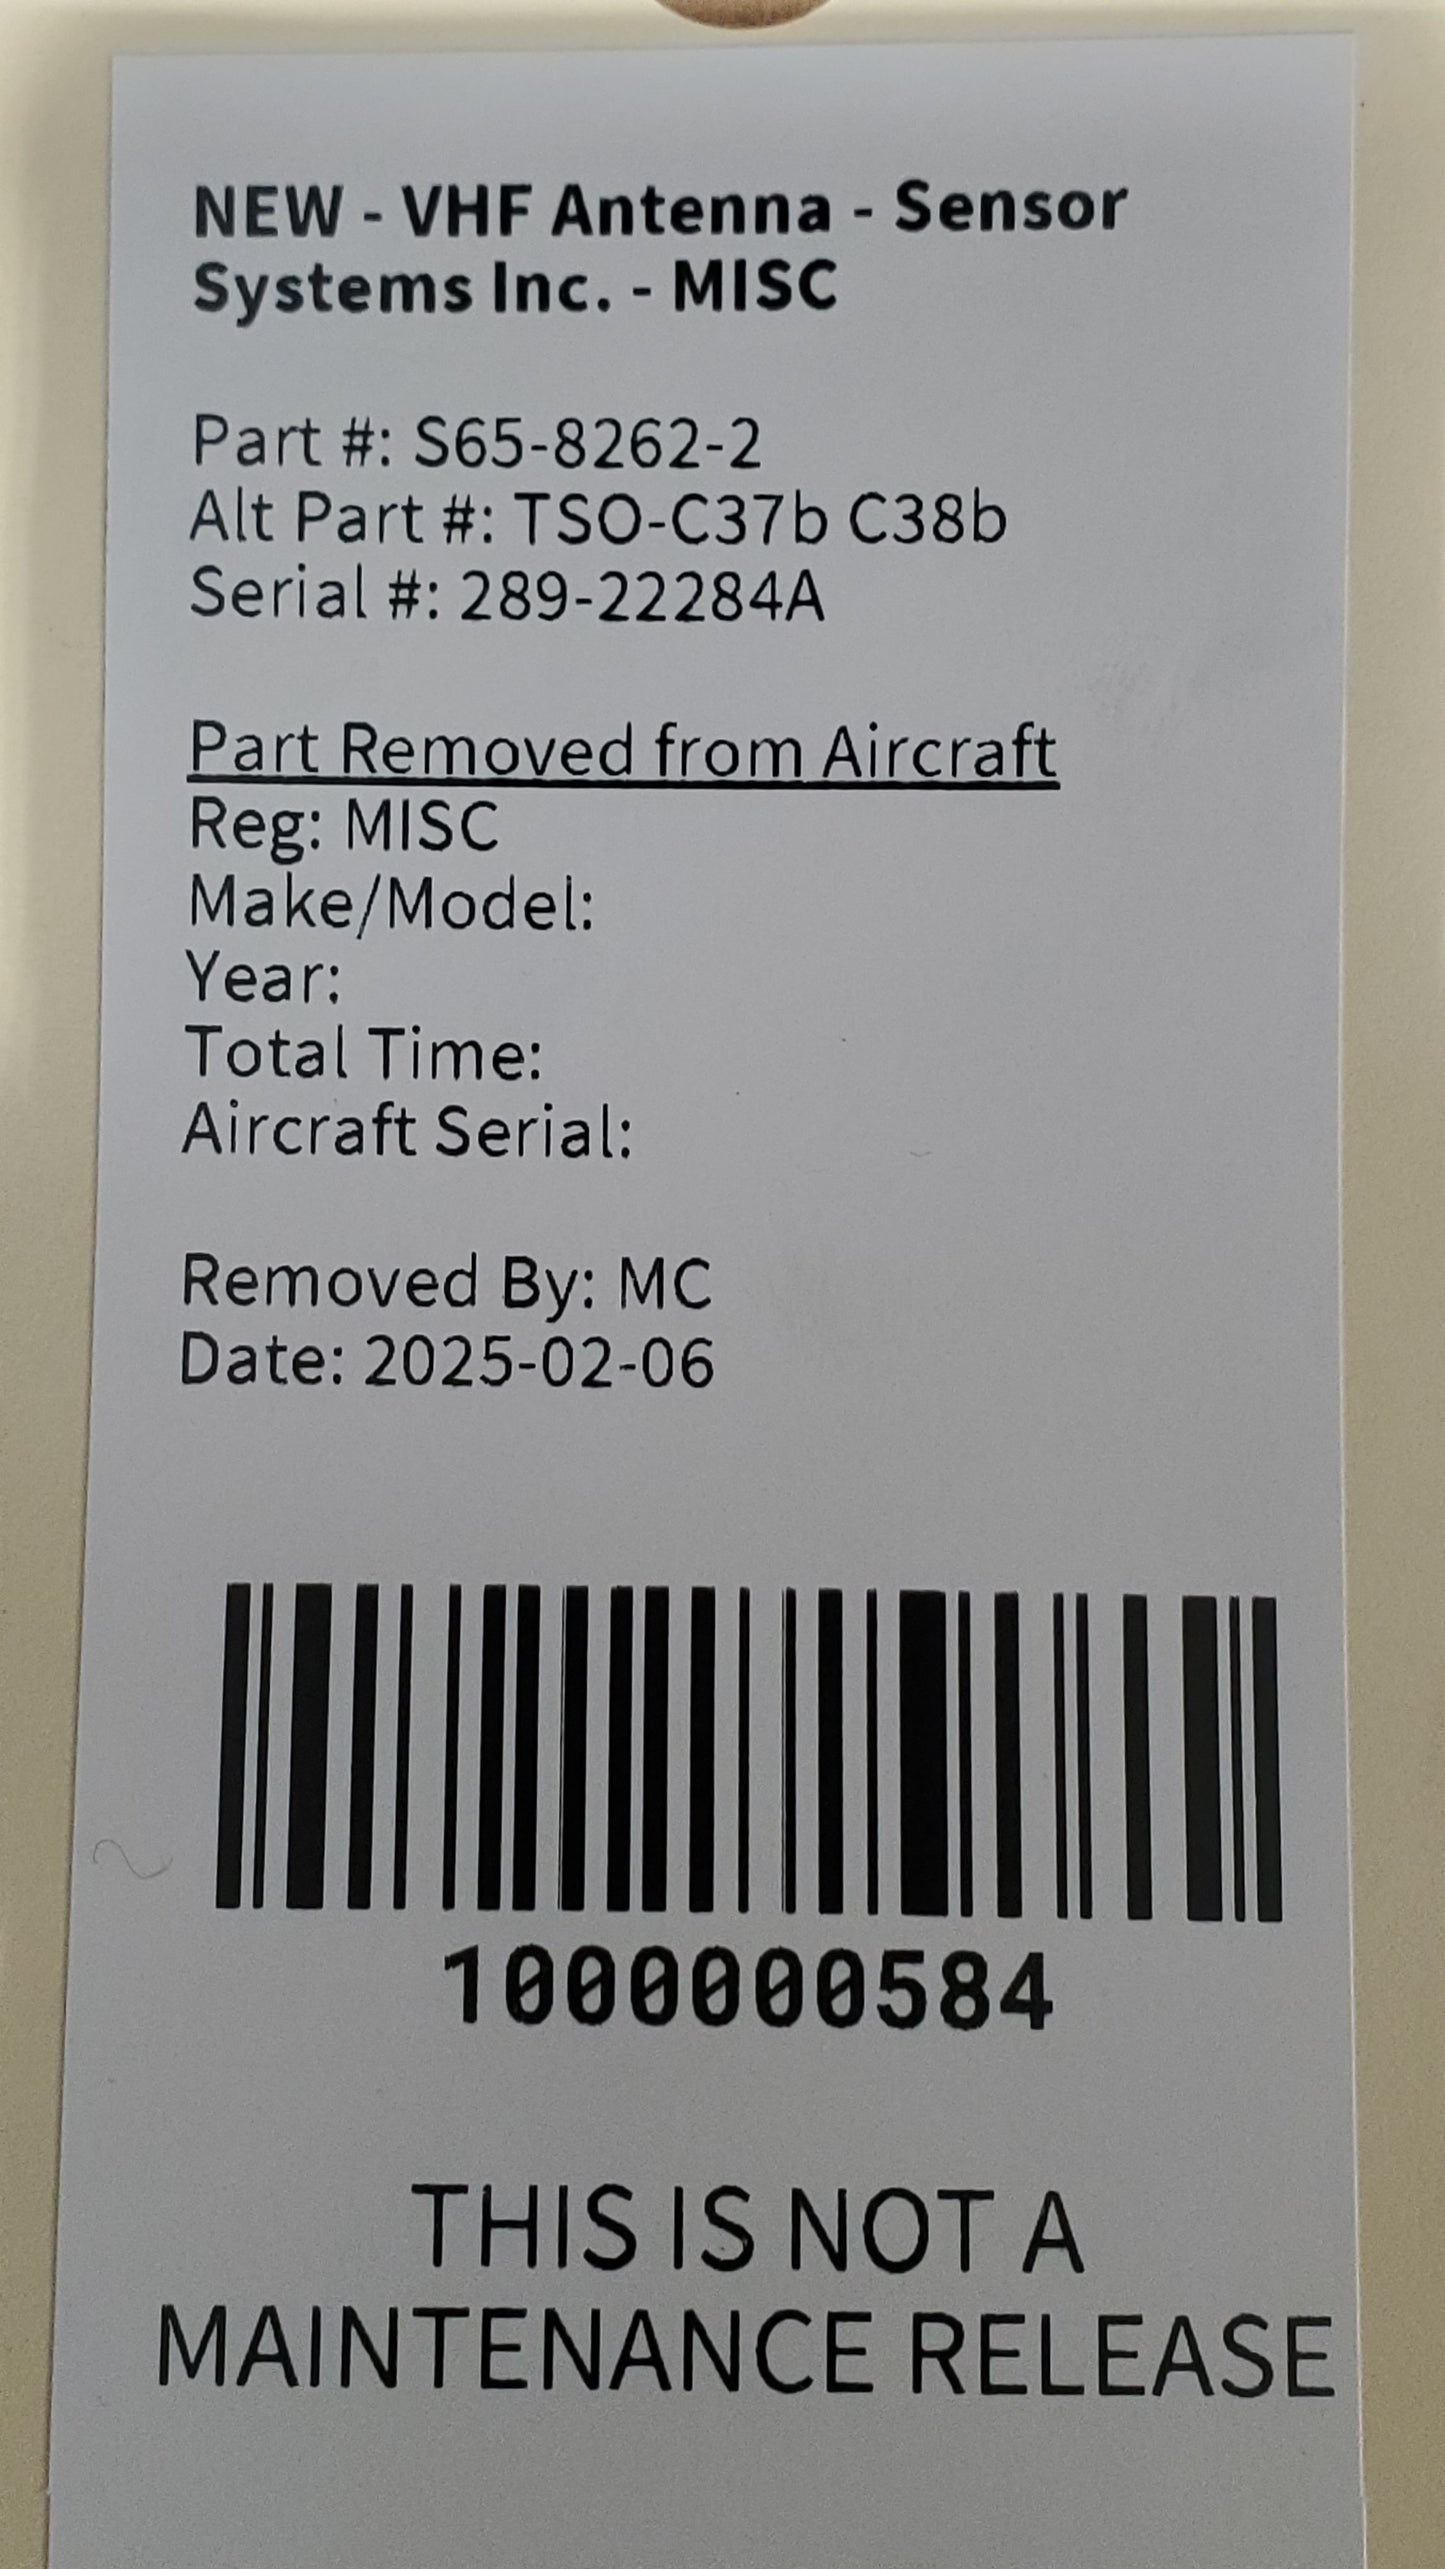 NEW - VHF Antenna - Sensor
Systems Inc. - MISC
Part #: S65-8262-2
Alt Part #: TSO-C37b C38b
Serial #: 289-22284A
Part Removed from Aircraft
Reg: MISC
Make/Model:
Year:
Total Time:
Aircraft Serial:
Removed By: MC
Date: 2025-02-06
1000000584
THIS IS NOT A
MAINTENANCE RELEASE